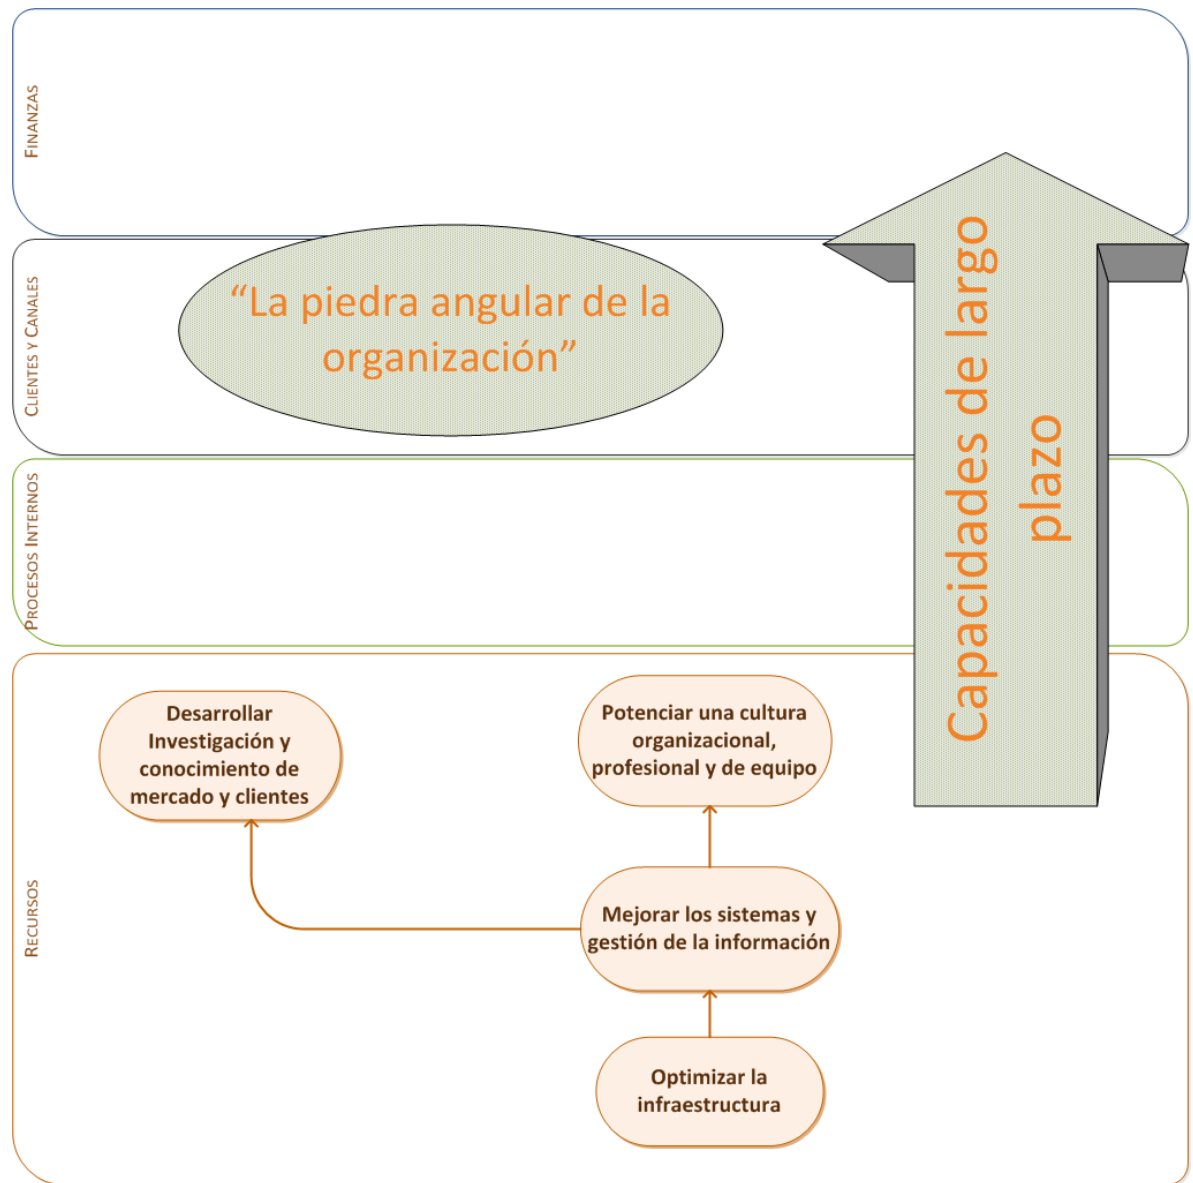 FINANZAS
CLIENTES Y CANALES
“La piedra angular de la
organización”
Capacidades de largo
plazo
PROCESOS INTERNOS
RECURSOS
Desarrollar
Investigación y
conocimiento de
mercado y clientes
Potenciar una cultura
organizacional,
profesional y de equipo
Mejorar los sistemas y
gestión de la información
Optimizar la
infraestructura